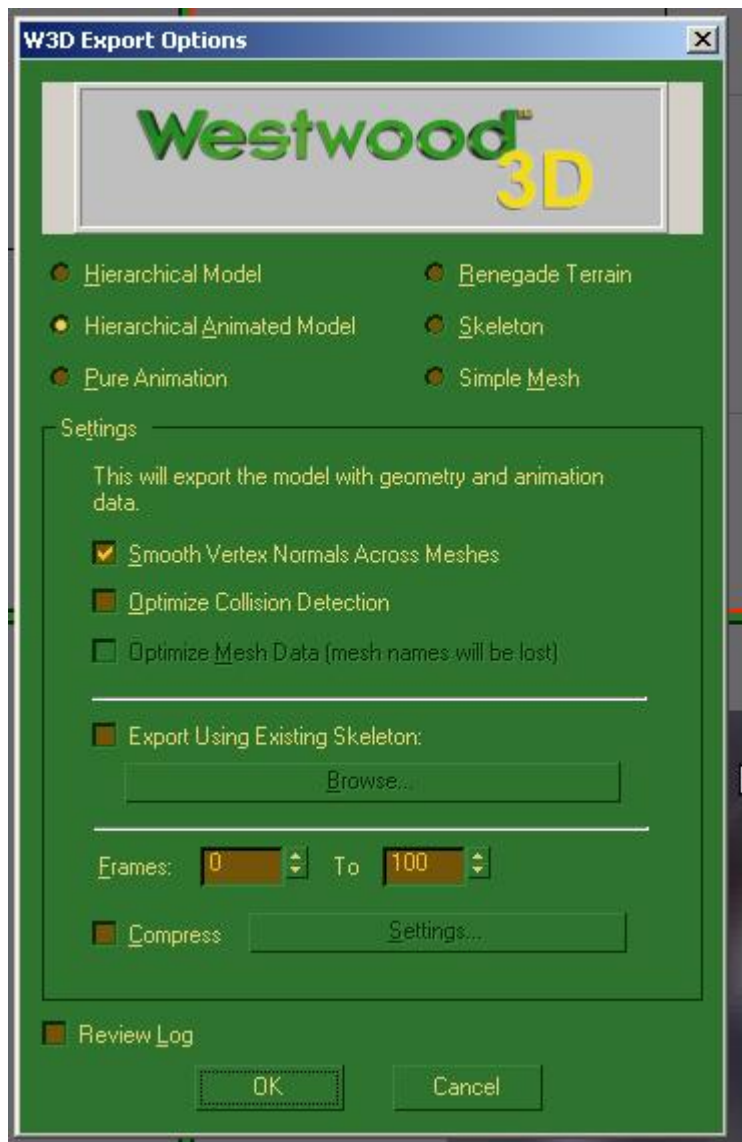 W3D Export Options
Westwood
3D
Hierarchical Model
Renegade Terrain
Hierarchical Animated Model
Skeleton
Pure Animation
Simple Mesh
Settings
This will export the model with geometry and animation
data.
Smooth Vertex Normals Across Meshes
Optimize Collision Detection
Optimize Mesh Data (mesh names will be lost)
Export Using Existing Skeleton:
Browse...
Frames: 0 To 100
Compress Settings...
Review Log
OK Cancel